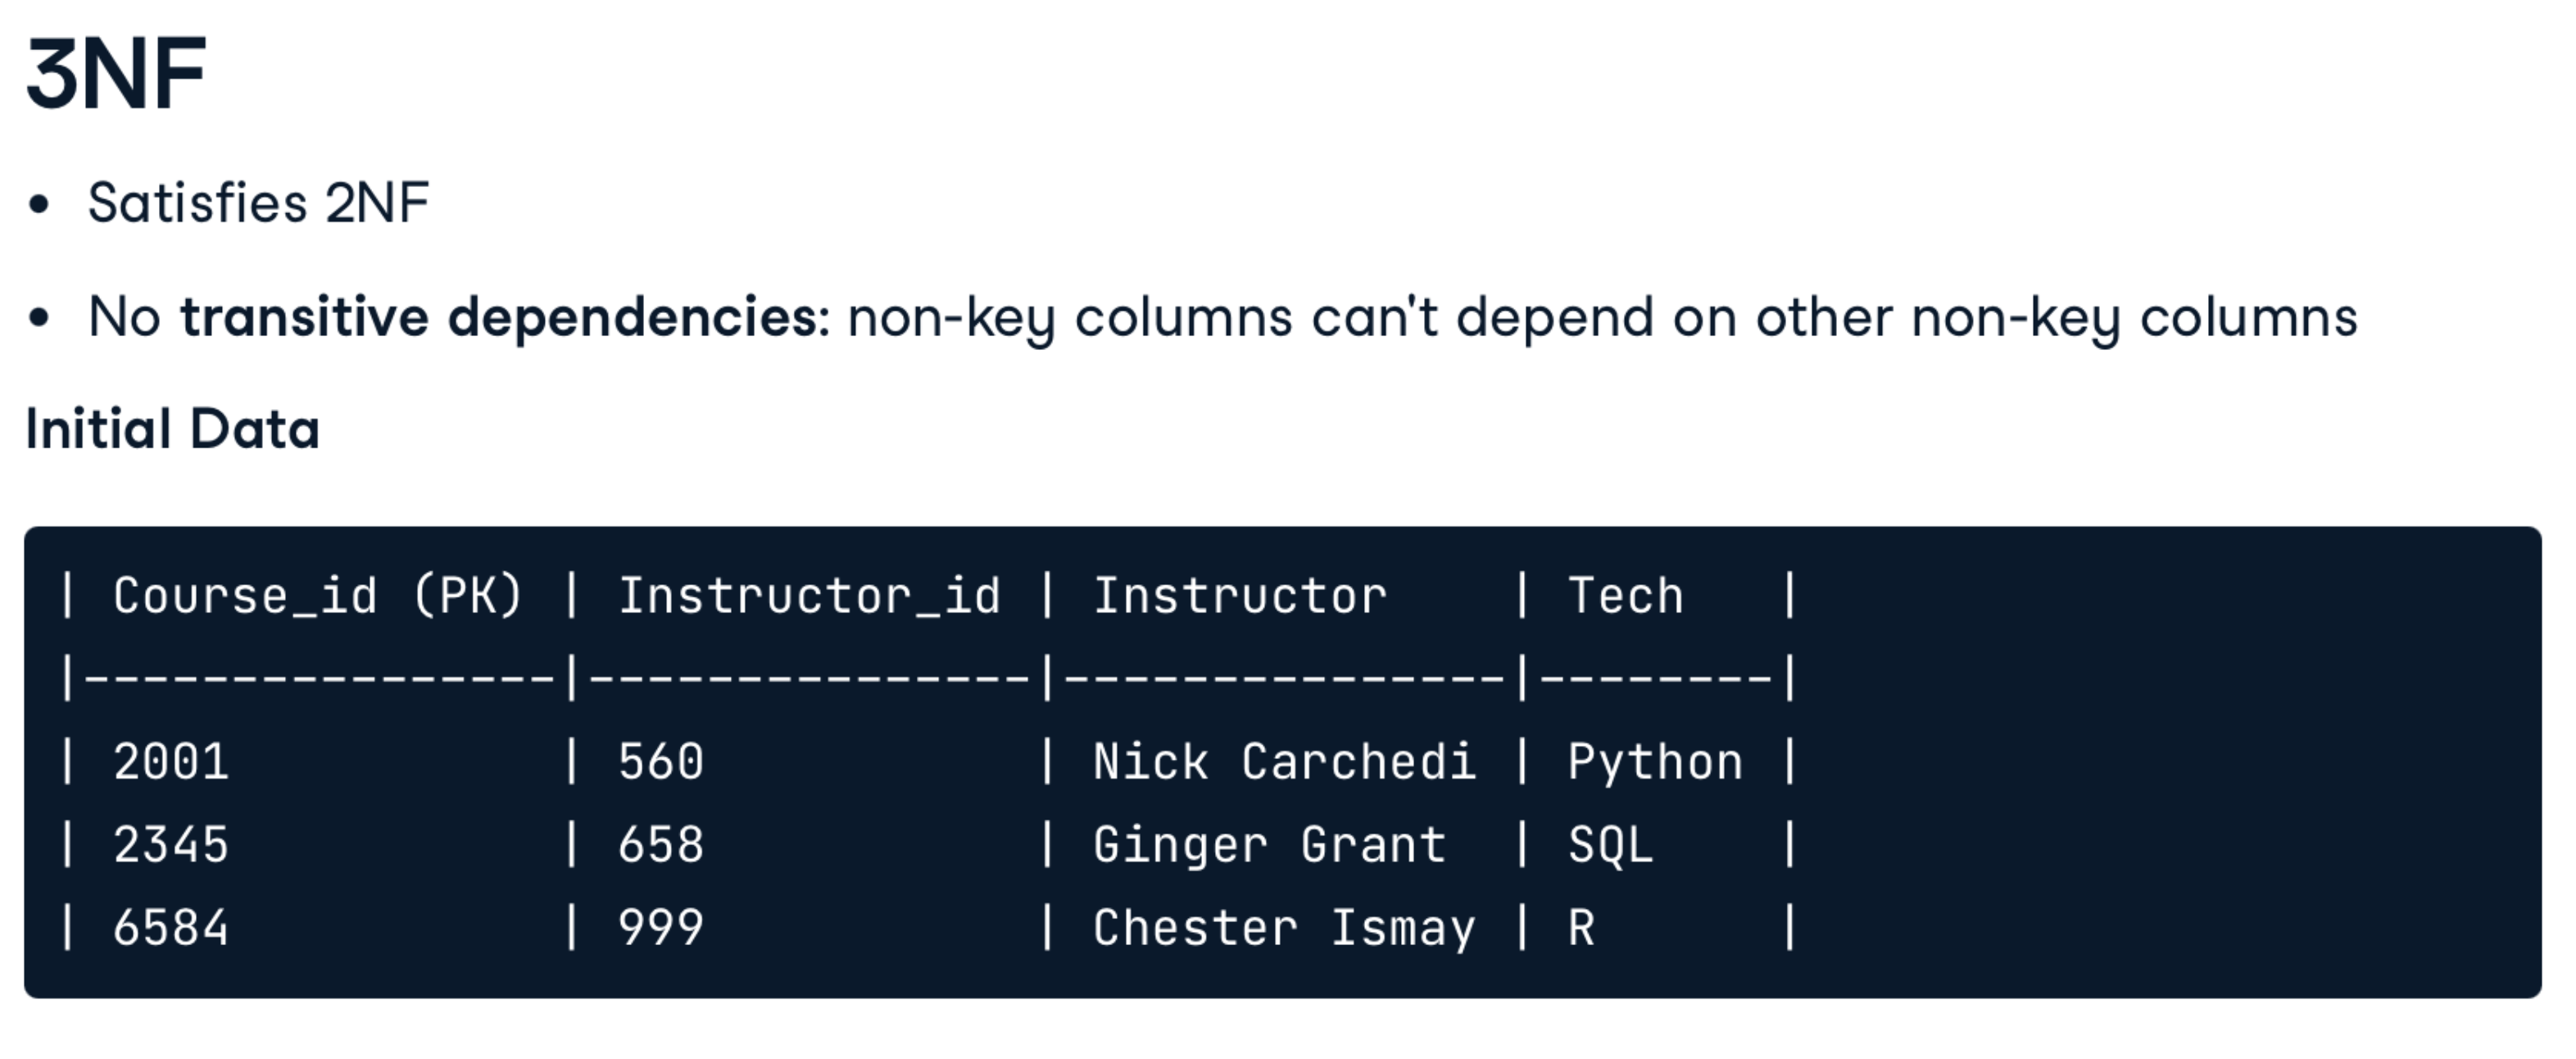 3NF
• Satisfies 2NF
• No transitive dependencies: non-key columns can't depend on other non-key columns
Initial Data
| Course_id (PK) | Instructor_id | Instructor    | Tech   |
|----------------|---------------|---------------|--------|
| 2001           | 560           | Nick Carchedi | Python |
| 2345           | 658           | Ginger Grant  | SQL    |
| 6584           | 999           | Chester Ismay | R      |